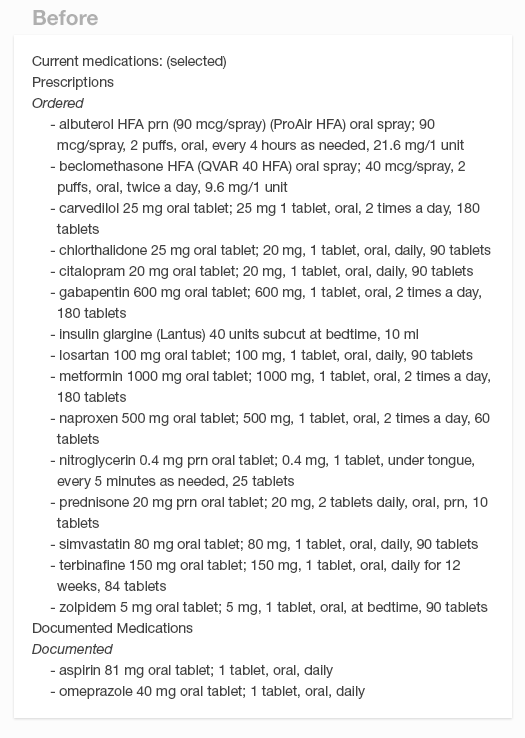 Before
Current medications: (selected)
Prescriptions
Ordered
- albuterol HFA prn (90 mcg/spray) (ProAir HFA) oral spray; 90
mcg/spray, 2 puffs, oral, every 4 hours as needed, 21.6 mg/1 unit
- beclomethasone HFA (QVAR 40 HFA) oral spray; 40 mcg/spray, 2
puffs, oral, twice a day, 9.6 mg/1 unit
- carvedilol 25 mg oral tablet; 25 mg 1 tablet, oral, 2 times a day, 180
tablets
- chlorthalidone 25 mg oral tablet; 20 mg, 1 tablet, oral, daily, 90 tablets
- citalopram 20 mg oral tablet; 20 mg, 1 tablet, oral, daily, 90 tablets
- gabapentin 600 mg oral tablet; 600 mg, 1 tablet, oral, 2 times a day,
180 tablets
- insulin glargine (Lantus) 40 units subcut at bedtime, 10 ml
- losartan 100 mg oral tablet; 100 mg, 1 tablet, oral, daily, 90 tablets
- metformin 1000 mg oral tablet; 1000 mg, 1 tablet, oral, 2 times a day,
180 tablets
- naproxen 500 mg oral tablet; 500 mg, 1 tablet, oral, 2 times a day, 60
tablets
- nitroglycerin 0.4 mg prn oral tablet; 0.4 mg, 1 tablet, under tongue,
every 5 minutes as needed, 25 tablets
- prednisone 20 mg prn oral tablet; 20 mg, 2 tablets daily, oral, prn, 10
tablets
- simvastatin 80 mg oral tablet; 80 mg, 1 tablet, oral, daily, 90 tablets
- terbinafine 150 mg oral tablet; 150 mg, 1 tablet, oral, daily for 12
weeks, 84 tablets
- zolpidem 5 mg oral tablet; 5 mg, 1 tablet, oral, at bedtime, 90 tablets
Documented Medications
Documented
- aspirin 81 mg oral tablet; 1 tablet, oral, daily
- omeprazole 40 mg oral tablet; 1 tablet, oral, daily